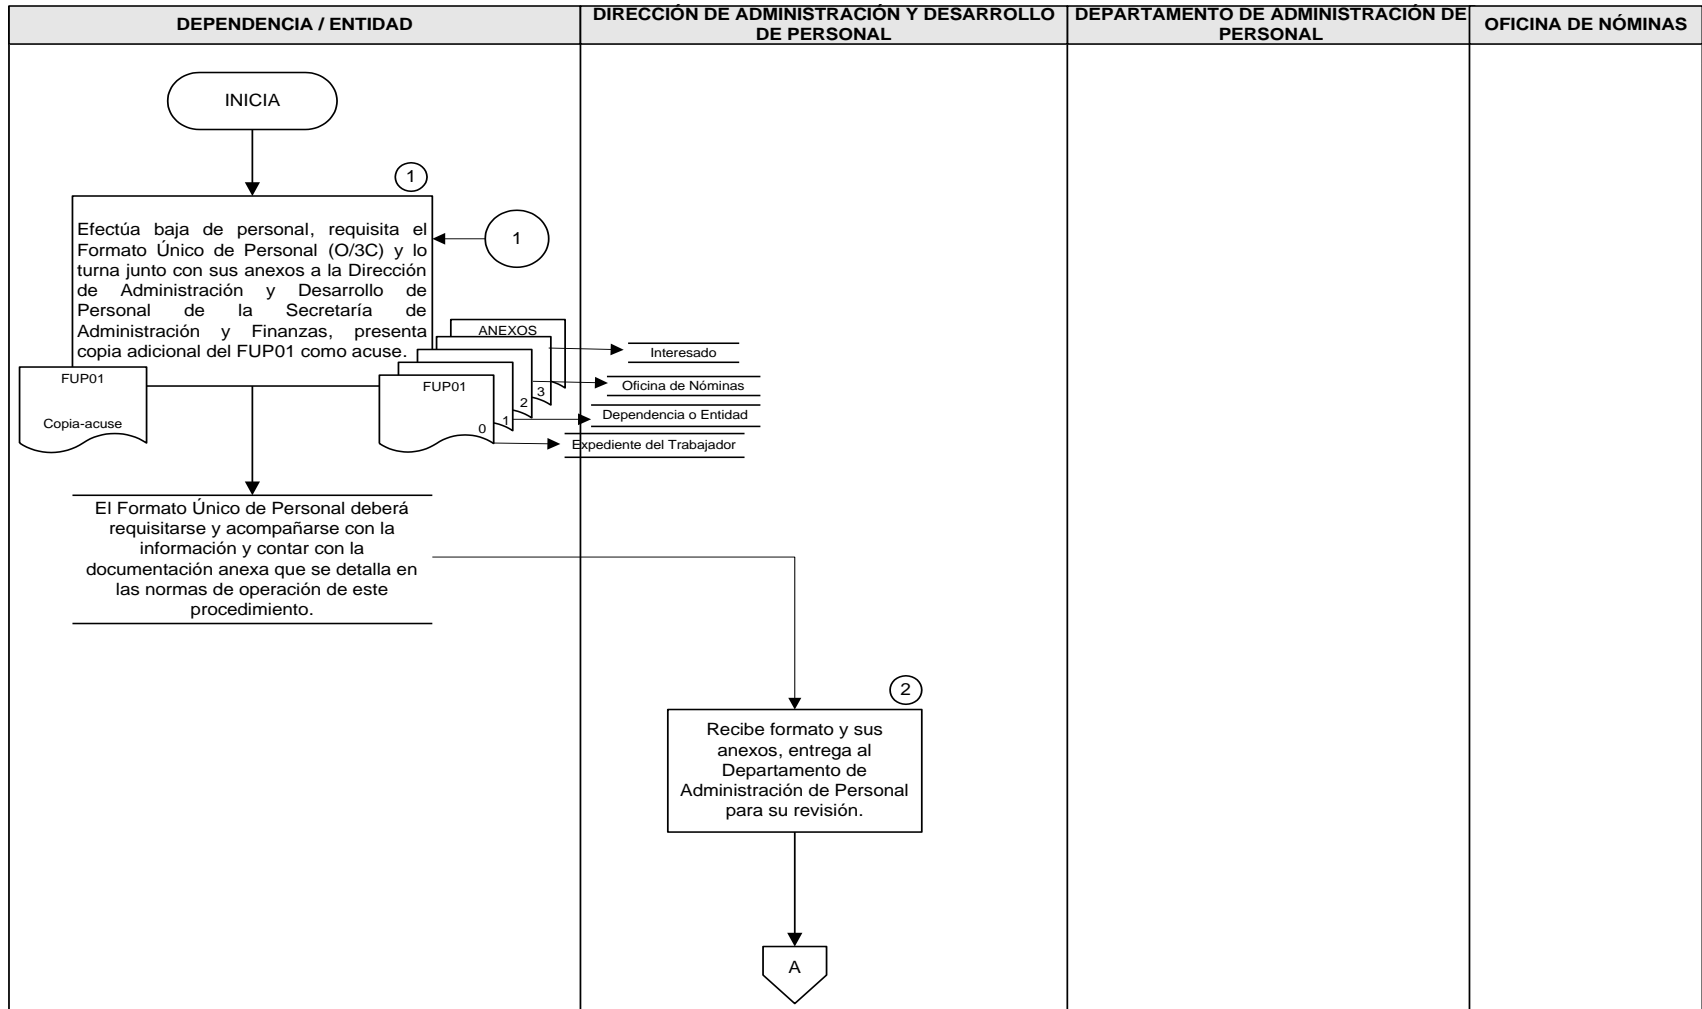 DEPENDENCIA / ENTIDAD
DIRECCIÓN DE ADMINISTRACIÓN Y DESARROLLO
DE PERSONAL
DEPARTAMENTO DE ADMINISTRACIÓN DE
PERSONAL
OFICINA DE NÓMINAS
INICIA
1
Efectúa baja de personal, requisita el
Formato Único de Personal (O/3C) y lo
turna junto con sus anexos a la Dirección
de Administración y Desarrollo de
Personal de la Secretaría de
Administración y Finanzas, presenta
copia adicional del FUP01 como acuse.
1
ANEXOS
Interesado
3
Oficina de Nóminas
2
Dependencia o Entidad
1
FUP01
0
Expediente del Trabajador
FUP01
Copia-acuse
El Formato Único de Personal deberá
requisitarse y acompañarse con la
información y contar con la
documentación anexa que se detalla en
las normas de operación de este
procedimiento.
2
Recibe formato y sus
anexos, entrega al
Departamento de
Administración de Personal
para su revisión.
A